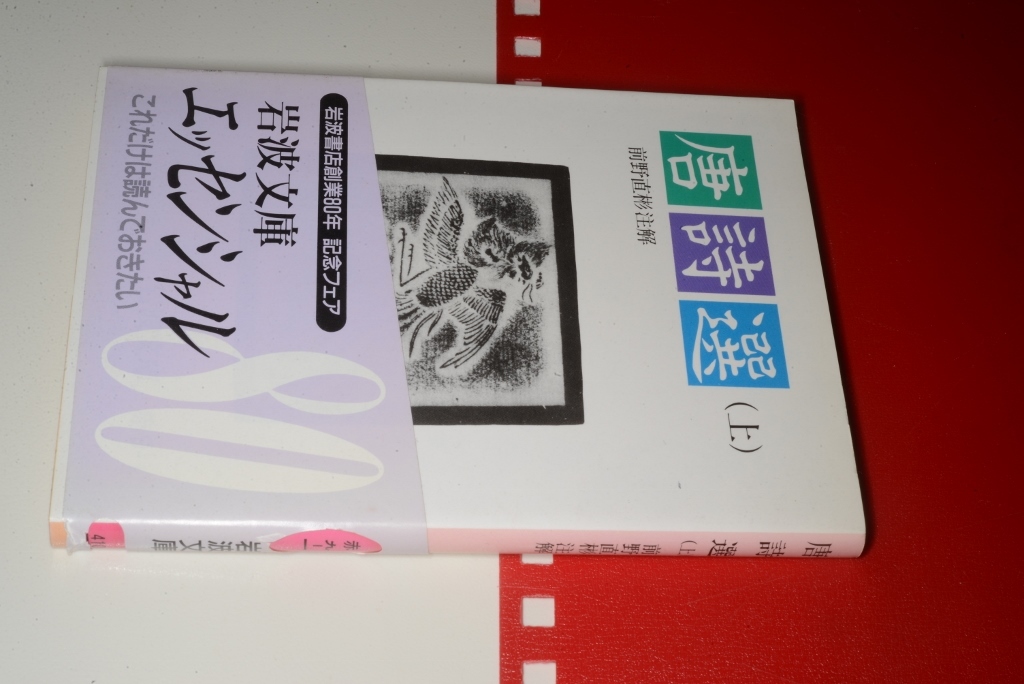 唐詩選
(上)
前野直彬注解
岩波書店創業80年 記念フェア
岩波文庫
エッセンシャル
これだけは読んでおきたい
80
唐詩選(上) 前野直彬注解
岩波文庫